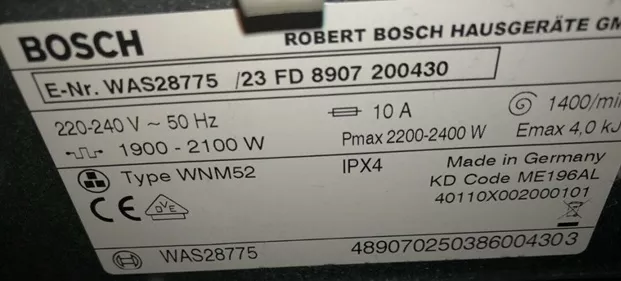 BOSCH
ROBERT BOSCH HAUSGERÄTE GM
E-Nr. WAS28775 /23 FD 8907 200430
220-240 V ~ 50 Hz 10 A 1400/min
1900 - 2100 W Pmax 2200-2400 W Emax 4,0 kJ
Type WNM52 IPX4 Made in Germany
KD Code ME196AL
40110X002000101
CE DVE
WAS28775 489070250386004303